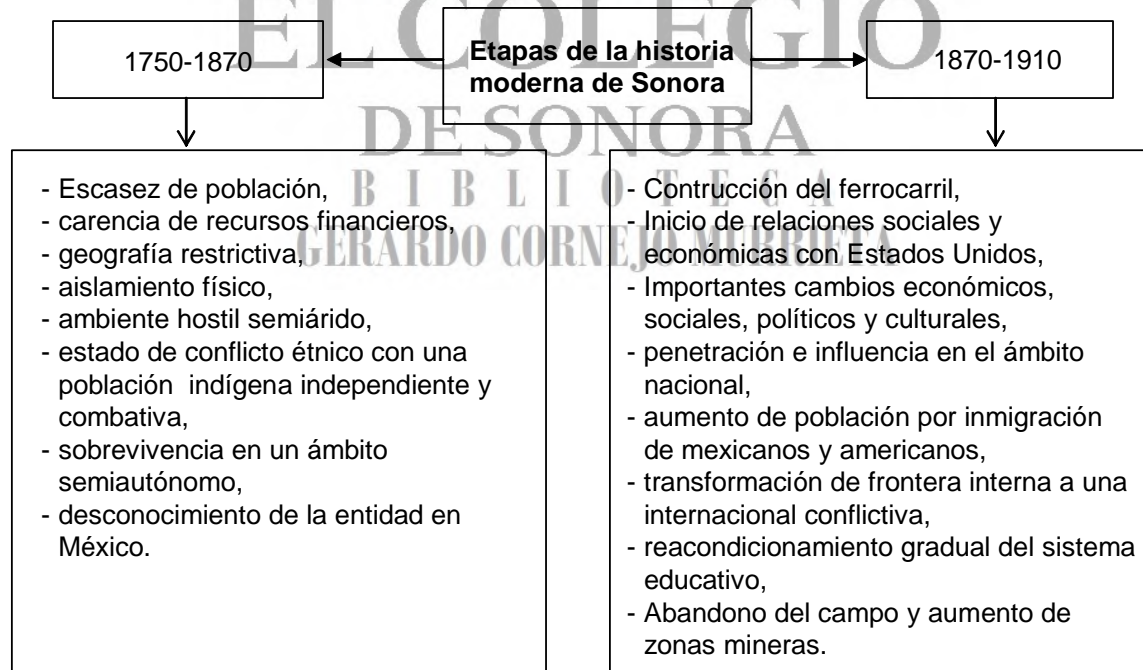 EL COLEGIO
DE SONORA
BIBLIOTECA
GERARDO CORNEJO MURRIETA
Etapas de la historia
moderna de Sonora
1750-1870
- Escasez de población,
- carencia de recursos financieros,
- geografía restrictiva,
- aislamiento físico,
- ambiente hostil semiárido,
- estado de conflicto étnico con una
población indígena independiente y
combativa,
- sobrevivencia en un ámbito
semiautónomo,
- desconocimiento de la entidad en
México.
1870-1910
- Contrucción del ferrocarril,
- Inicio de relaciones sociales y
económicas con Estados Unidos,
- Importantes cambios económicos,
sociales, políticos y culturales,
- penetración e influencia en el ámbito
nacional,
- aumento de población por inmigración
de mexicanos y americanos,
- transformación de frontera interna a una
internacional conflictiva,
- reacondicionamiento gradual del sistema
educativo,
- Abandono del campo y aumento de
zonas mineras.